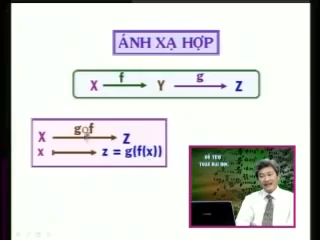 ÁNH XẠ HỢP
f g
X Y Z
gof
X Z
x z = g(f(x))